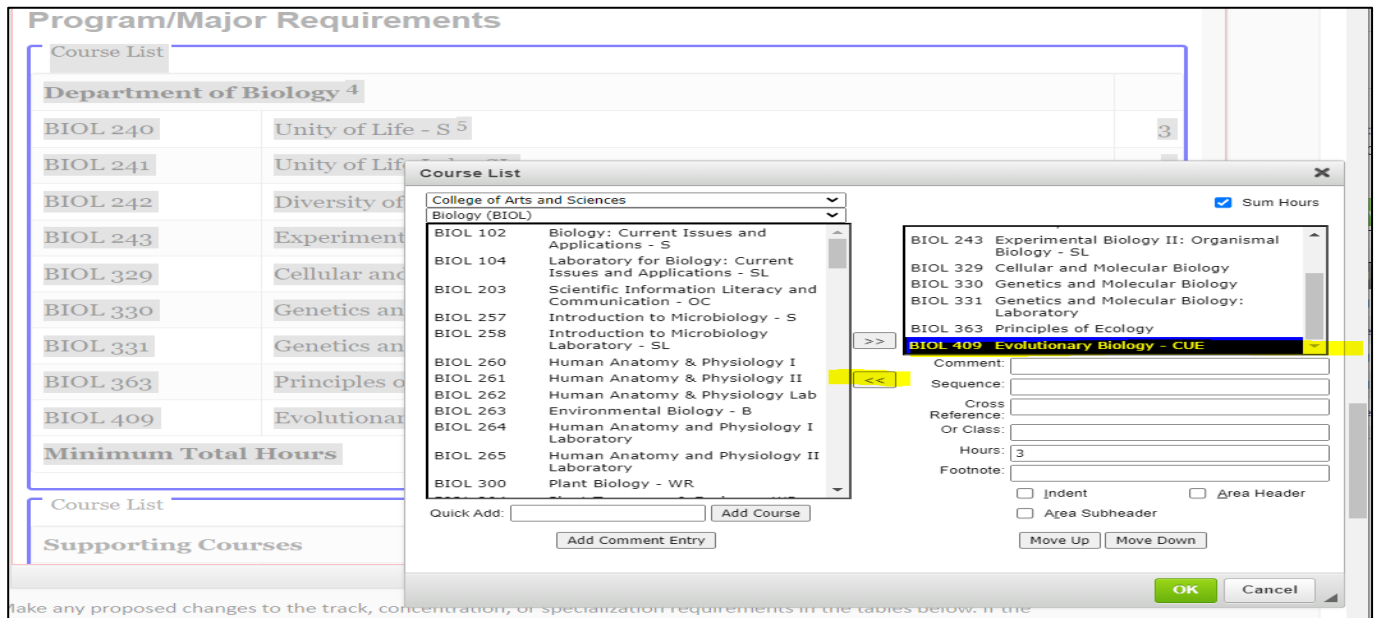 Program/Major Requirements
Course List
Department of Biology 4
BIOL 240 Unity of Life - S 5 3
BIOL 241 Unity of Life
BIOL 242 Diversity of
BIOL 243 Experiment
BIOL 329 Cellular and
BIOL 330 Genetics an
BIOL 331 Genetics an
BIOL 363 Principles o
BIOL 409 Evolutionar
Minimum Total Hours
Course List
Supporting Courses
Course List
College of Arts and Sciences
Biology (BIOL)
Sum Hours
BIOL 102 Biology: Current Issues and
Applications - S
BIOL 104 Laboratory for Biology: Current
Issues and Applications - SL
BIOL 203 Scientific Information Literacy and
Communication - OC
BIOL 257 Introduction to Microbiology - S
BIOL 258 Introduction to Microbiology
Laboratory - SL
BIOL 260 Human Anatomy & Physiology I
BIOL 261 Human Anatomy & Physiology II
BIOL 262 Human Anatomy & Physiology Lab
BIOL 263 Environmental Biology - B
BIOL 264 Human Anatomy and Physiology I
Laboratory
BIOL 265 Human Anatomy and Physiology II
Laboratory
BIOL 300 Plant Biology - WR
>>
<<
BIOL 243 Experimental Biology II: Organismal
Biology - SL
BIOL 329 Cellular and Molecular Biology
BIOL 330 Genetics and Molecular Biology
BIOL 331 Genetics and Molecular Biology:
Laboratory
BIOL 363 Principles of Ecology
BIOL 409 Evolutionary Biology - CUE
Comment:
Sequence:
Cross
Reference:
Or Class:
Hours: 3
Footnote:
Indent Area Header
Area Subheader
Quick Add: Add Course
Add Comment Entry
Move Up Move Down
OK Cancel
Make any proposed changes to the track, concentration, or specialization requirements in the tables below. If the